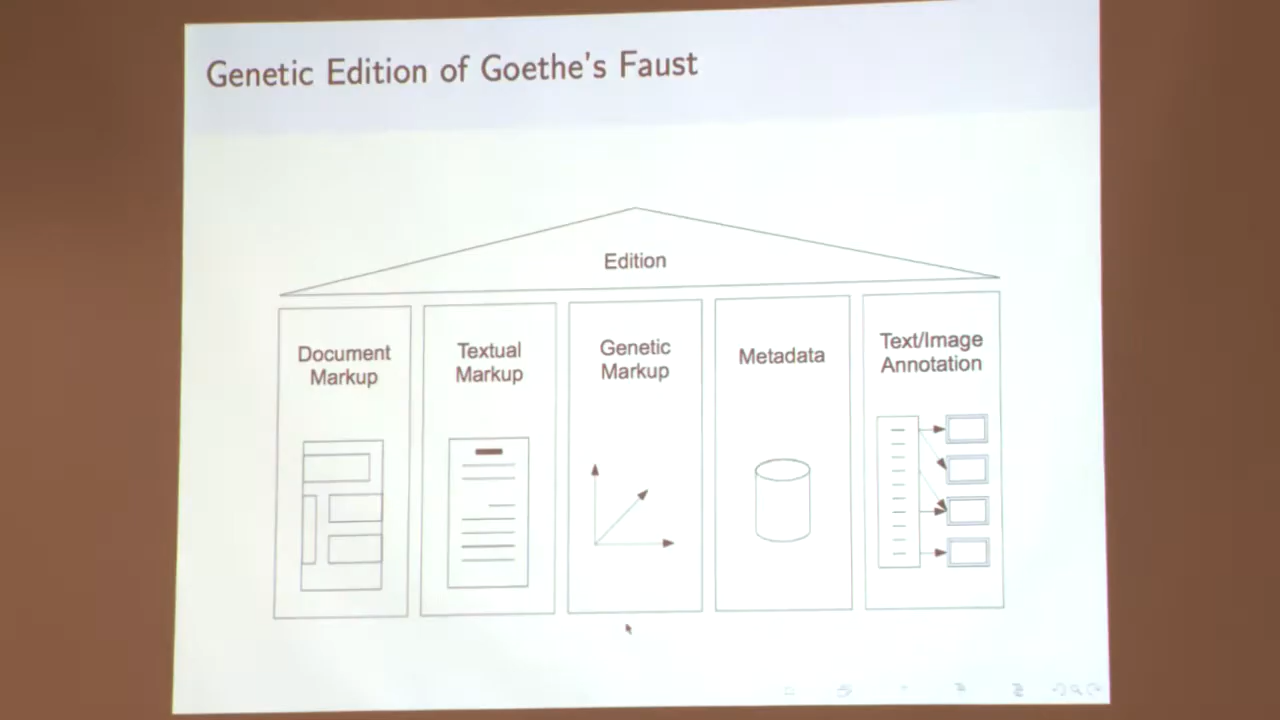 Genetic Edition of Goethe's Faust
Edition
Document
Markup
Textual
Markup
Genetic
Markup
Metadata
Text/Image
Annotation